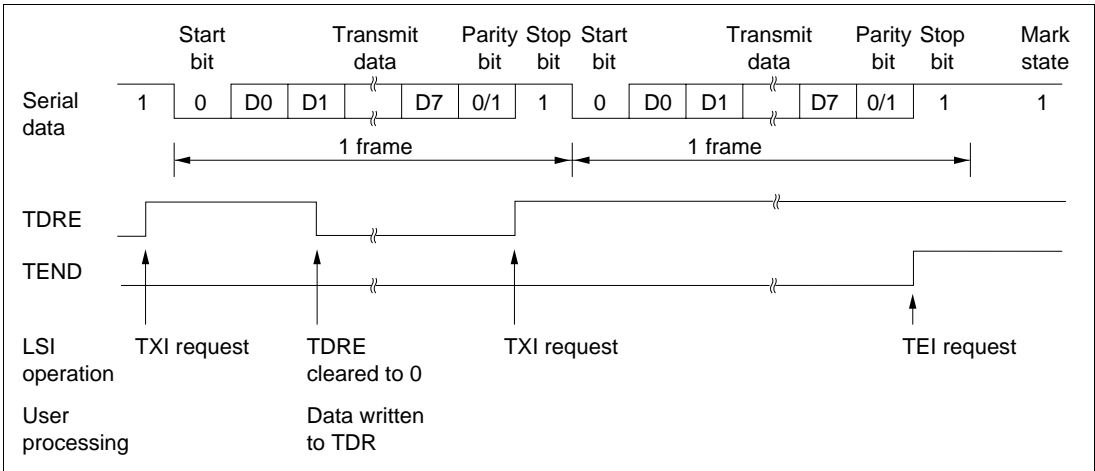 Start Transmit Parity Stop Start Transmit Parity Stop Mark
bit data bit bit bit data bit bit state
Serial data 1 0 D0 D1 D7 0/1 1 0 D0 D1 D7 0/1 1 1
1 frame 1 frame
TDRE
TEND
LSI TXI request TDRE TXI request TEI request
operation cleared to 0
User Data written
processing to TDR